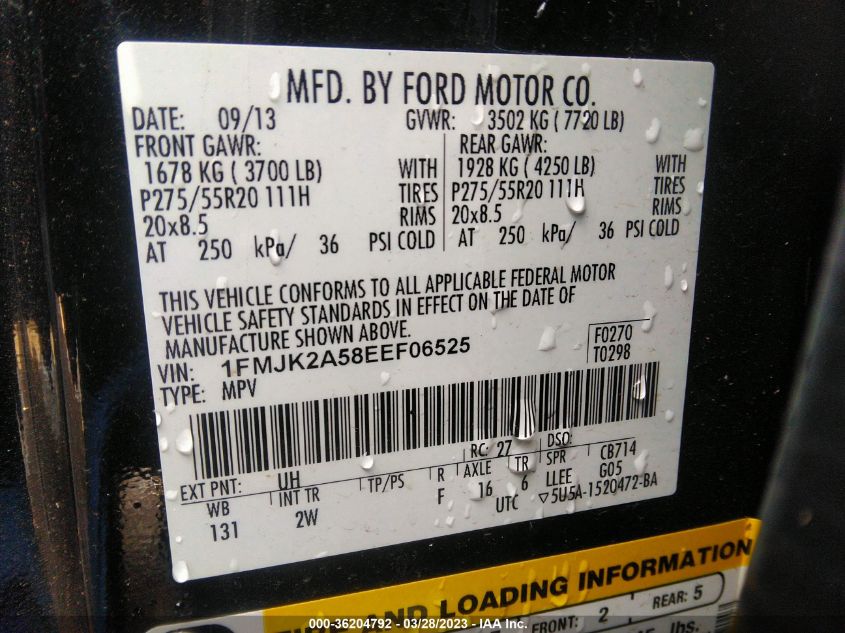 MFD. BY FORD MOTOR CO.
DATE: 09/13 GVWR: 3502 KG ( 7720 LB)
FRONT GAWR: REAR GAWR:
1678 KG ( 3700 LB) WITH 1928 KG ( 4250 LB) WITH
P275/55R20 111H TIRES P275/55R20 111H TIRES
20x8.5 RIMS 20x8.5 RIMS
AT 250 kPa/ 36 PSI COLD AT 250 kPa/ 36 PSI COLD
THIS VEHICLE CONFORMS TO ALL APPLICABLE FEDERAL MOTOR
VEHICLE SAFETY STANDARDS IN EFFECT ON THE DATE OF
MANUFACTURE SHOWN ABOVE.
VIN: 1FMJK2A58EEF06525 F0270
TYPE: MPV T0298
RC: 27 DSO:
EXT PNT: UH R AXLE TR SPR CB714
WB INT TR TP/PS F 16 6 LLEE G05
131 2W UTC ▽5U5A-1520472-BA
TIRE AND LOADING INFORMATION
FRONT: 2 REAR: 5
lbs.
000-36204792 - 03/28/2023 - IAA Inc.